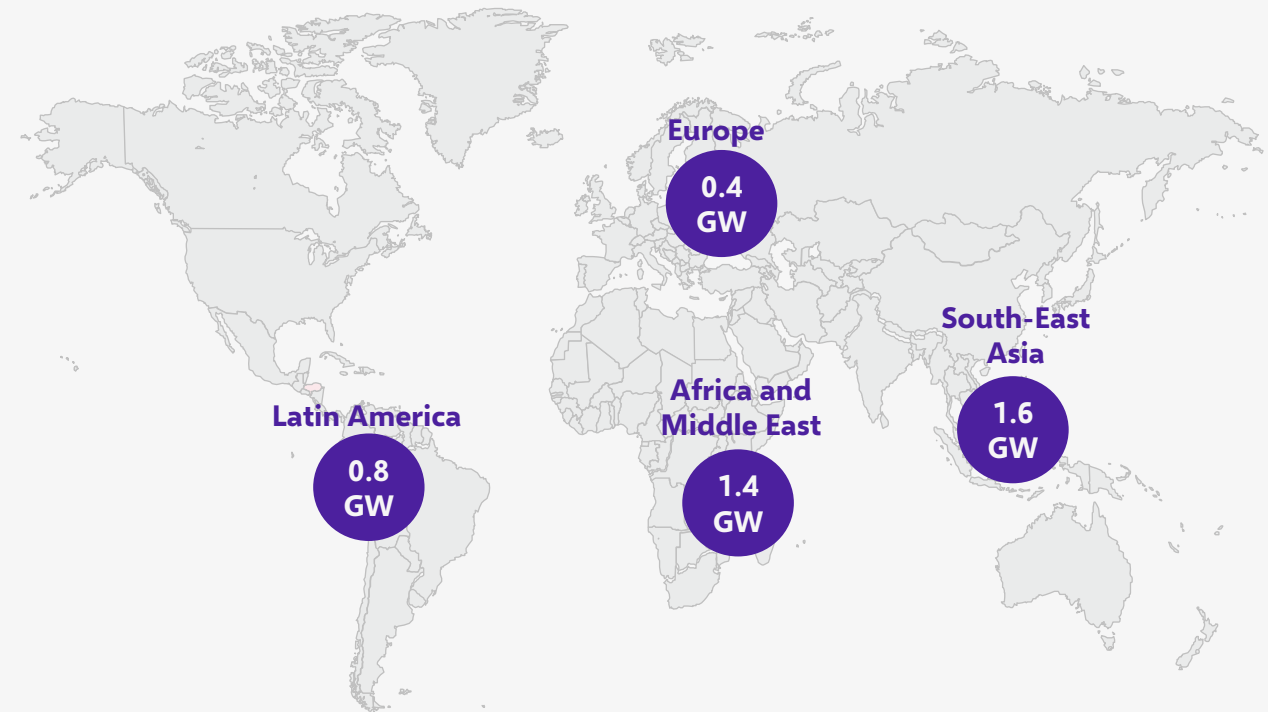 Europe
0.4
GW
South-East
Asia
1.6
GW
Africa and
Middle East
1.4
GW
Latin America
0.8
GW